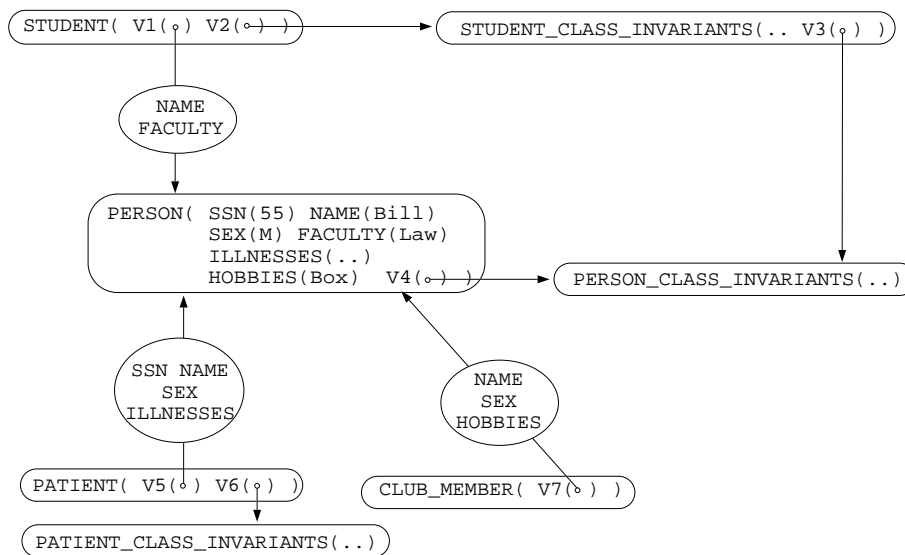 STUDENT( V1( ) V2( ) )
STUDENT_CLASS_INVARIANTS(.. V3( ) )
NAME
FACULTY
PERSON( SSN(55) NAME(Bill)
SEX(M) FACULTY(Law)
ILLNESSES(..)
HOBBIES(Box) V4( ) )
PERSON_CLASS_INVARIANTS(..)
SSN NAME
SEX
ILLNESSES
NAME
SEX
HOBBIES
PATIENT( V5( ) V6( ) )
CLUB_MEMBER( V7( ) )
PATIENT_CLASS_INVARIANTS(..)